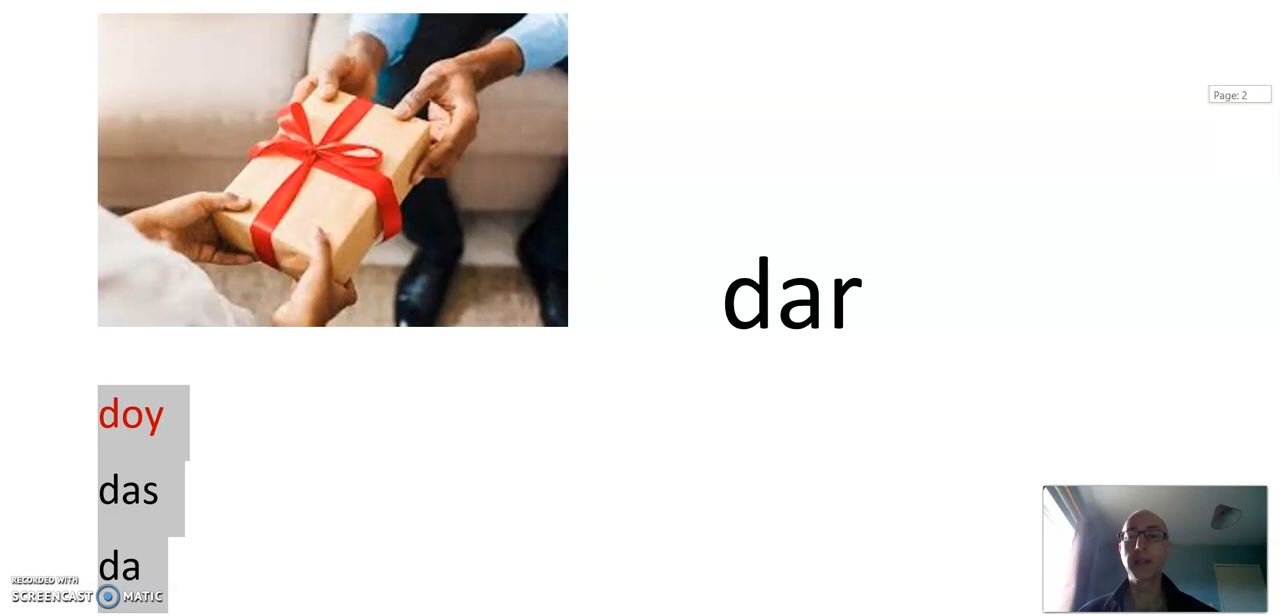 Page: 2
dar
doy
das
da
RECORDED WITH
SCREENCAST MATIC